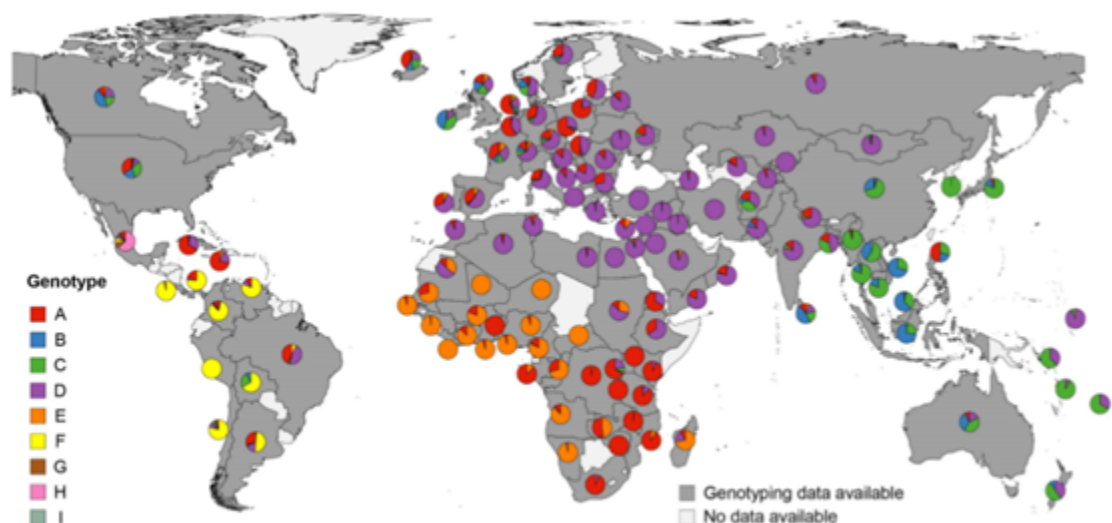 Genotype
A
B
C
D
E
F
G
H
I
Genotyping data available
No data available